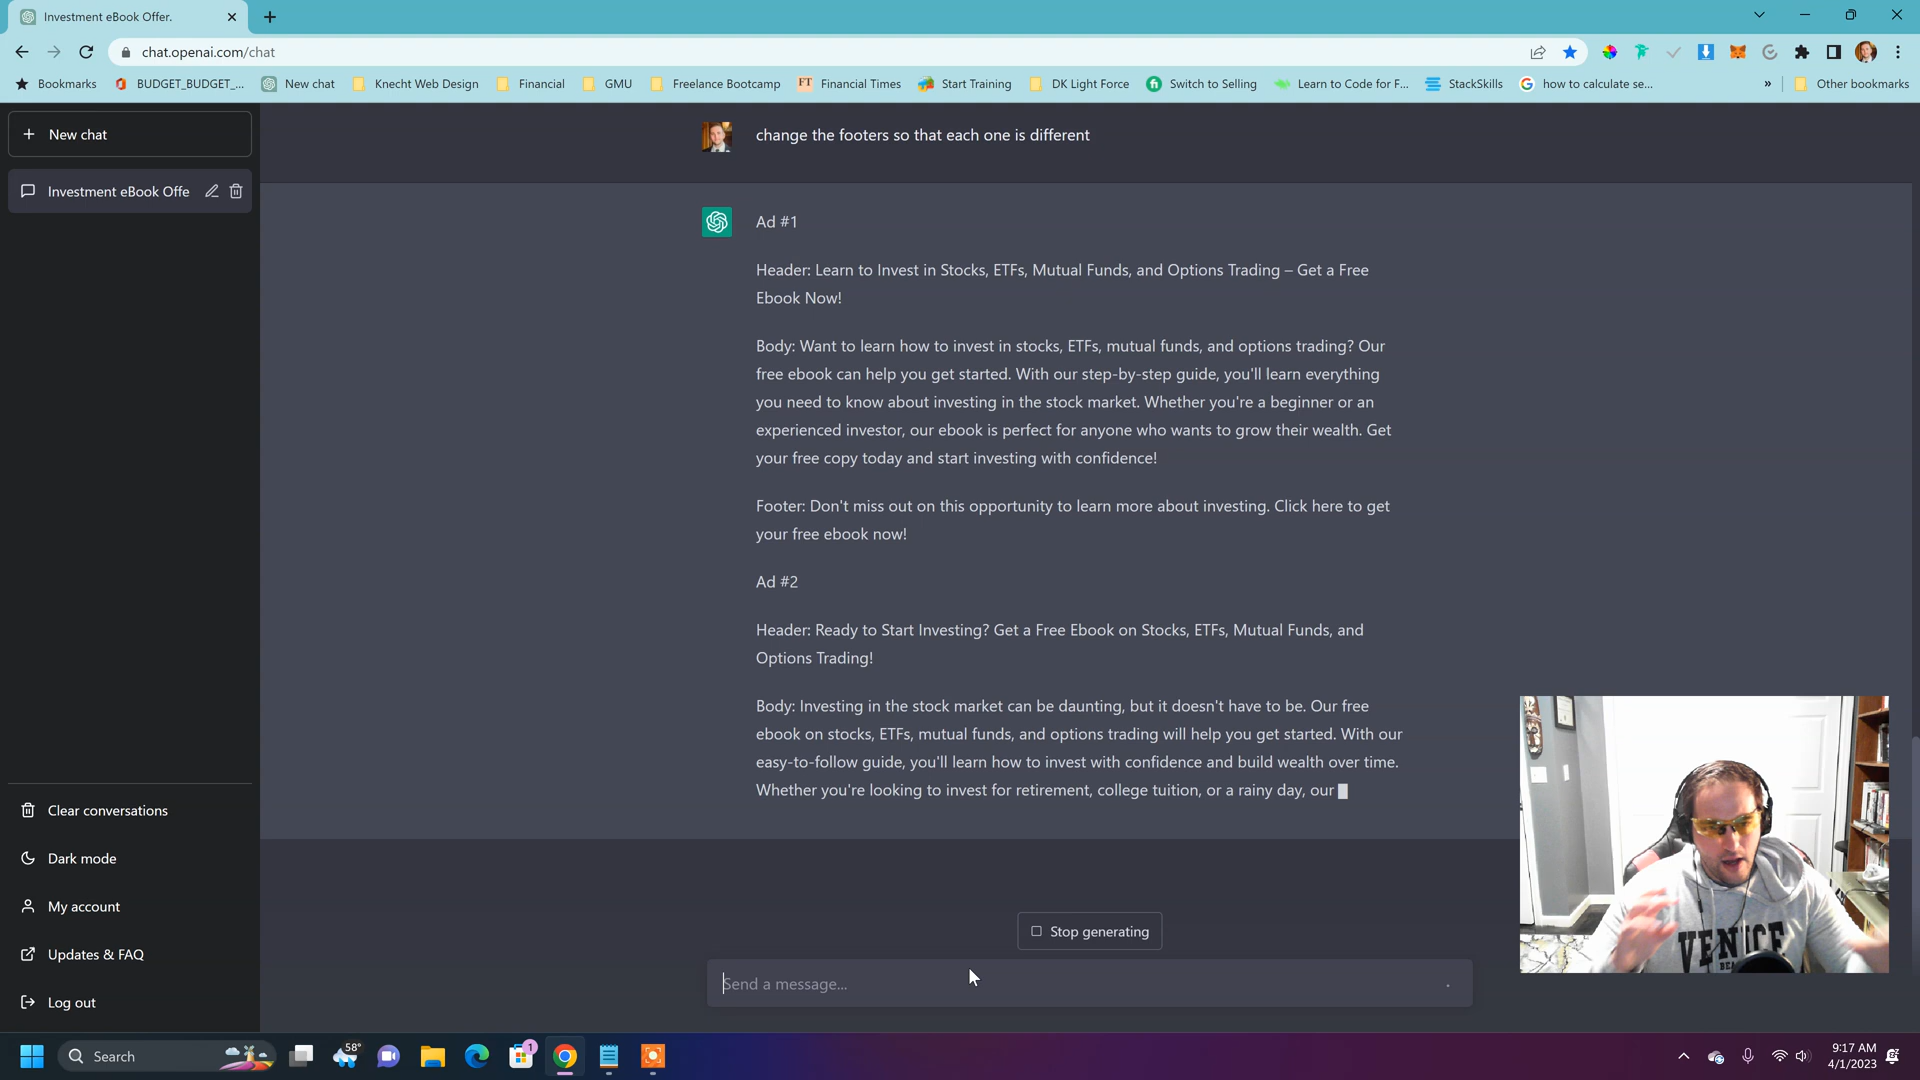 Investment eBook Offer.
chat.openai.com/chat
Bookmarks
BUDGET_BUDGET_...
New chat
Knecht Web Design
Financial
GMU
Freelance Bootcamp
FT
Financial Times
Start Training
DK Light Force
Switch to Selling
Learn to Code for F...
StackSkills
how to calculate se...
»
Other bookmarks
New chat
Investment eBook Offe
change the footers so that each one is different
Ad #1
Header: Learn to Invest in Stocks, ETFs, Mutual Funds, and Options Trading – Get a Free
Ebook Now!
Body: Want to learn how to invest in stocks, ETFs, mutual funds, and options trading? Our
free ebook can help you get started. With our step-by-step guide, you'll learn everything
you need to know about investing in the stock market. Whether you're a beginner or an
experienced investor, our ebook is perfect for anyone who wants to grow their wealth. Get
your free copy today and start investing with confidence!
Footer: Don't miss out on this opportunity to learn more about investing. Click here to get
your free ebook now!
Ad #2
Header: Ready to Start Investing? Get a Free Ebook on Stocks, ETFs, Mutual Funds, and
Options Trading!
Body: Investing in the stock market can be daunting, but it doesn't have to be. Our free
ebook on stocks, ETFs, mutual funds, and options trading will help you get started. With our
easy-to-follow guide, you'll learn how to invest with confidence and build wealth over time.
Whether you're looking to invest for retirement, college tuition, or a rainy day, our
Clear conversations
Dark mode
My account
Updates & FAQ
Log out
Stop generating
Send a message...
VENICE
Search
58°
1
9:17 AM
4/1/2023